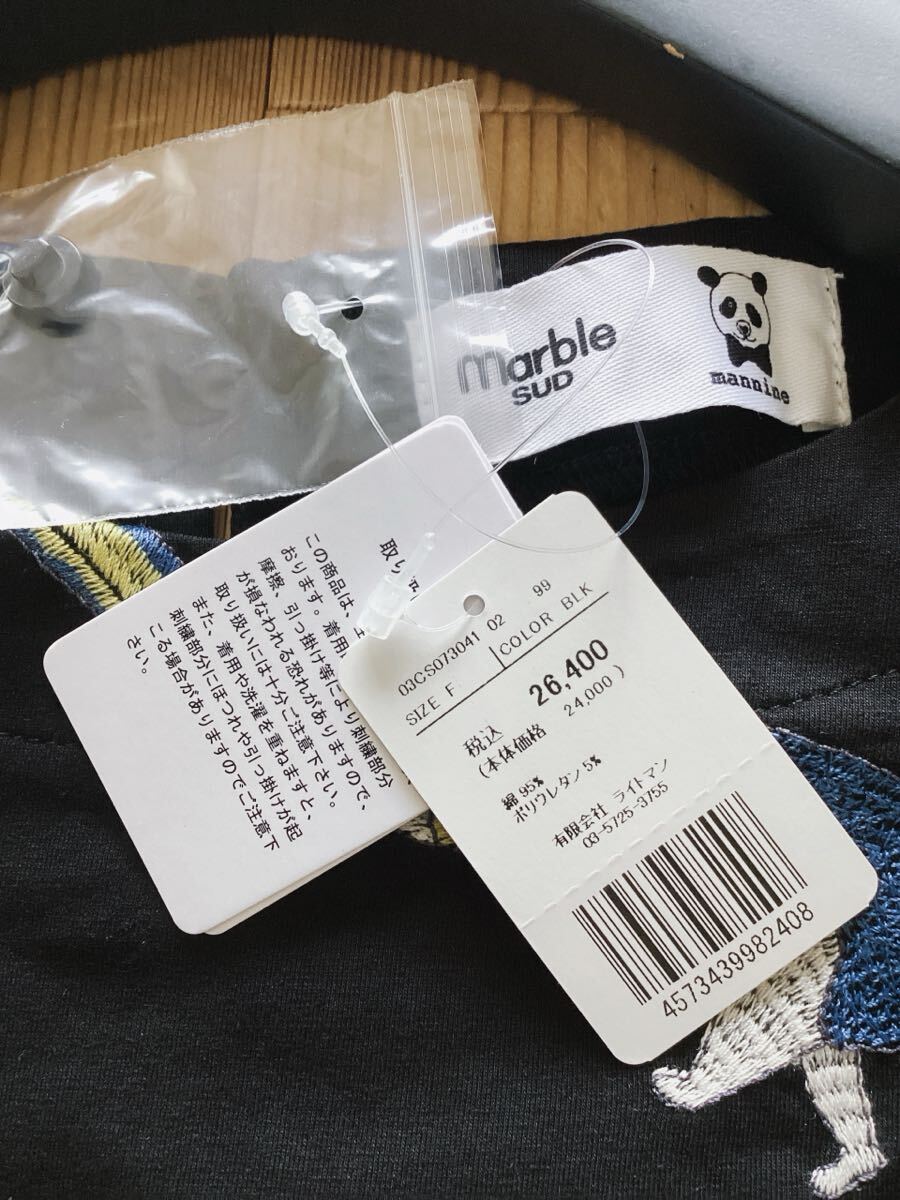 marble
SUD
mannine
取り
この商品は、
おります。着用
摩擦、引っ掛け等により刺繍部分
が損なわれる恐れがありますので、
取り扱いには十分ご注意下さい。
また、着用や洗濯を重ねますと、
刺繍部分にほつれや引っ掛けが起
こる場合がありますのでご注意下
さい。
03CS073041 02 99
SIZE F COLOR BLK
税込 26,400
(本体価格 24,000)
綿 95%
ポリウレタン 5%
有限会社 ライトマン
03-5725-3755
4573439982408